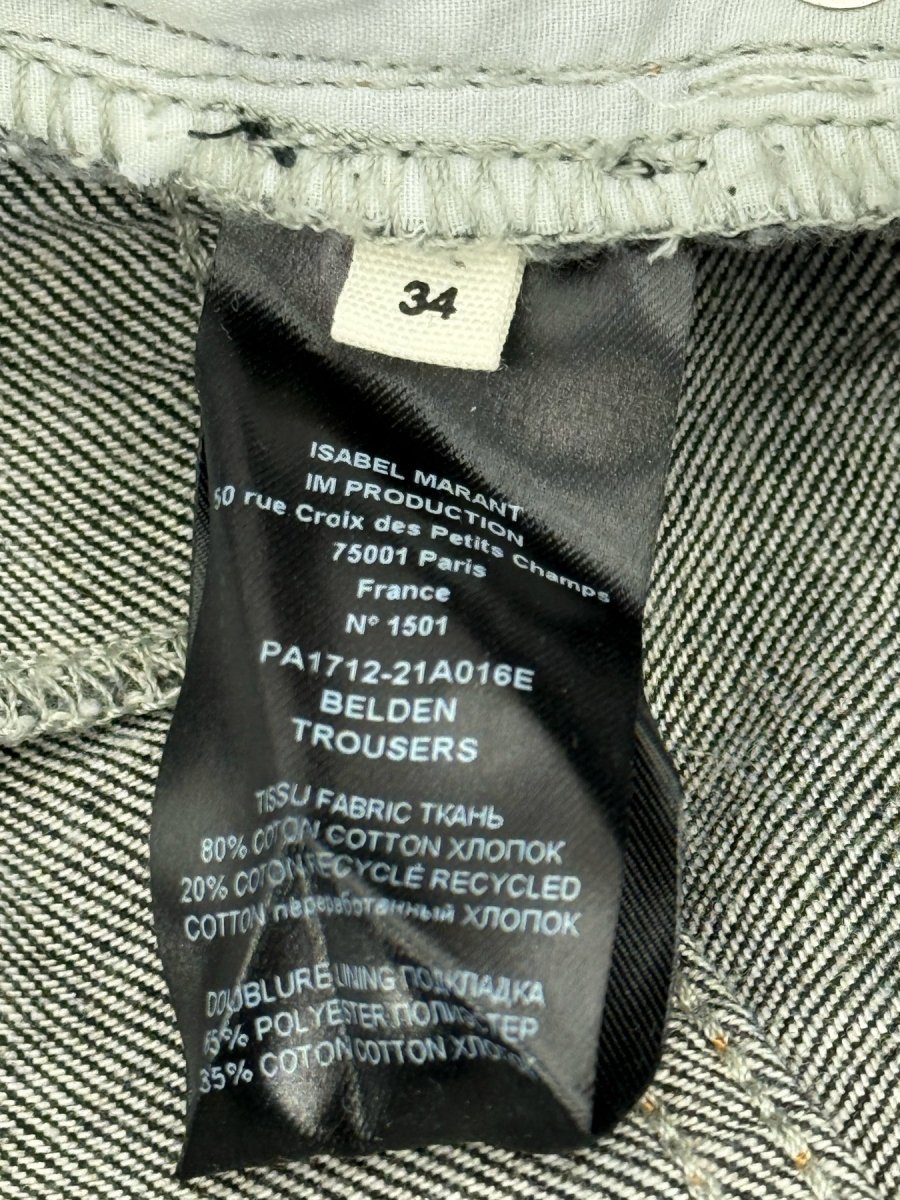 34
ISABEL MARANT
IM PRODUCTION
50 rue Croix des Petits Champs
75001 Paris
France
N° 1501
PA1712-21A016E
BELDEN
TROUSERS
TISSU FABRIC ТКАНЬ
80% COTON COTTON ХЛОПОК
20% COTON RECYCLÉ RECYCLED
COTTON переработанный ХЛОПОК
DOUBLURE LINING ПОДКЛАДКА
65% POLYESTER ПОЛИЭСТЕР
35% COTON COTTON